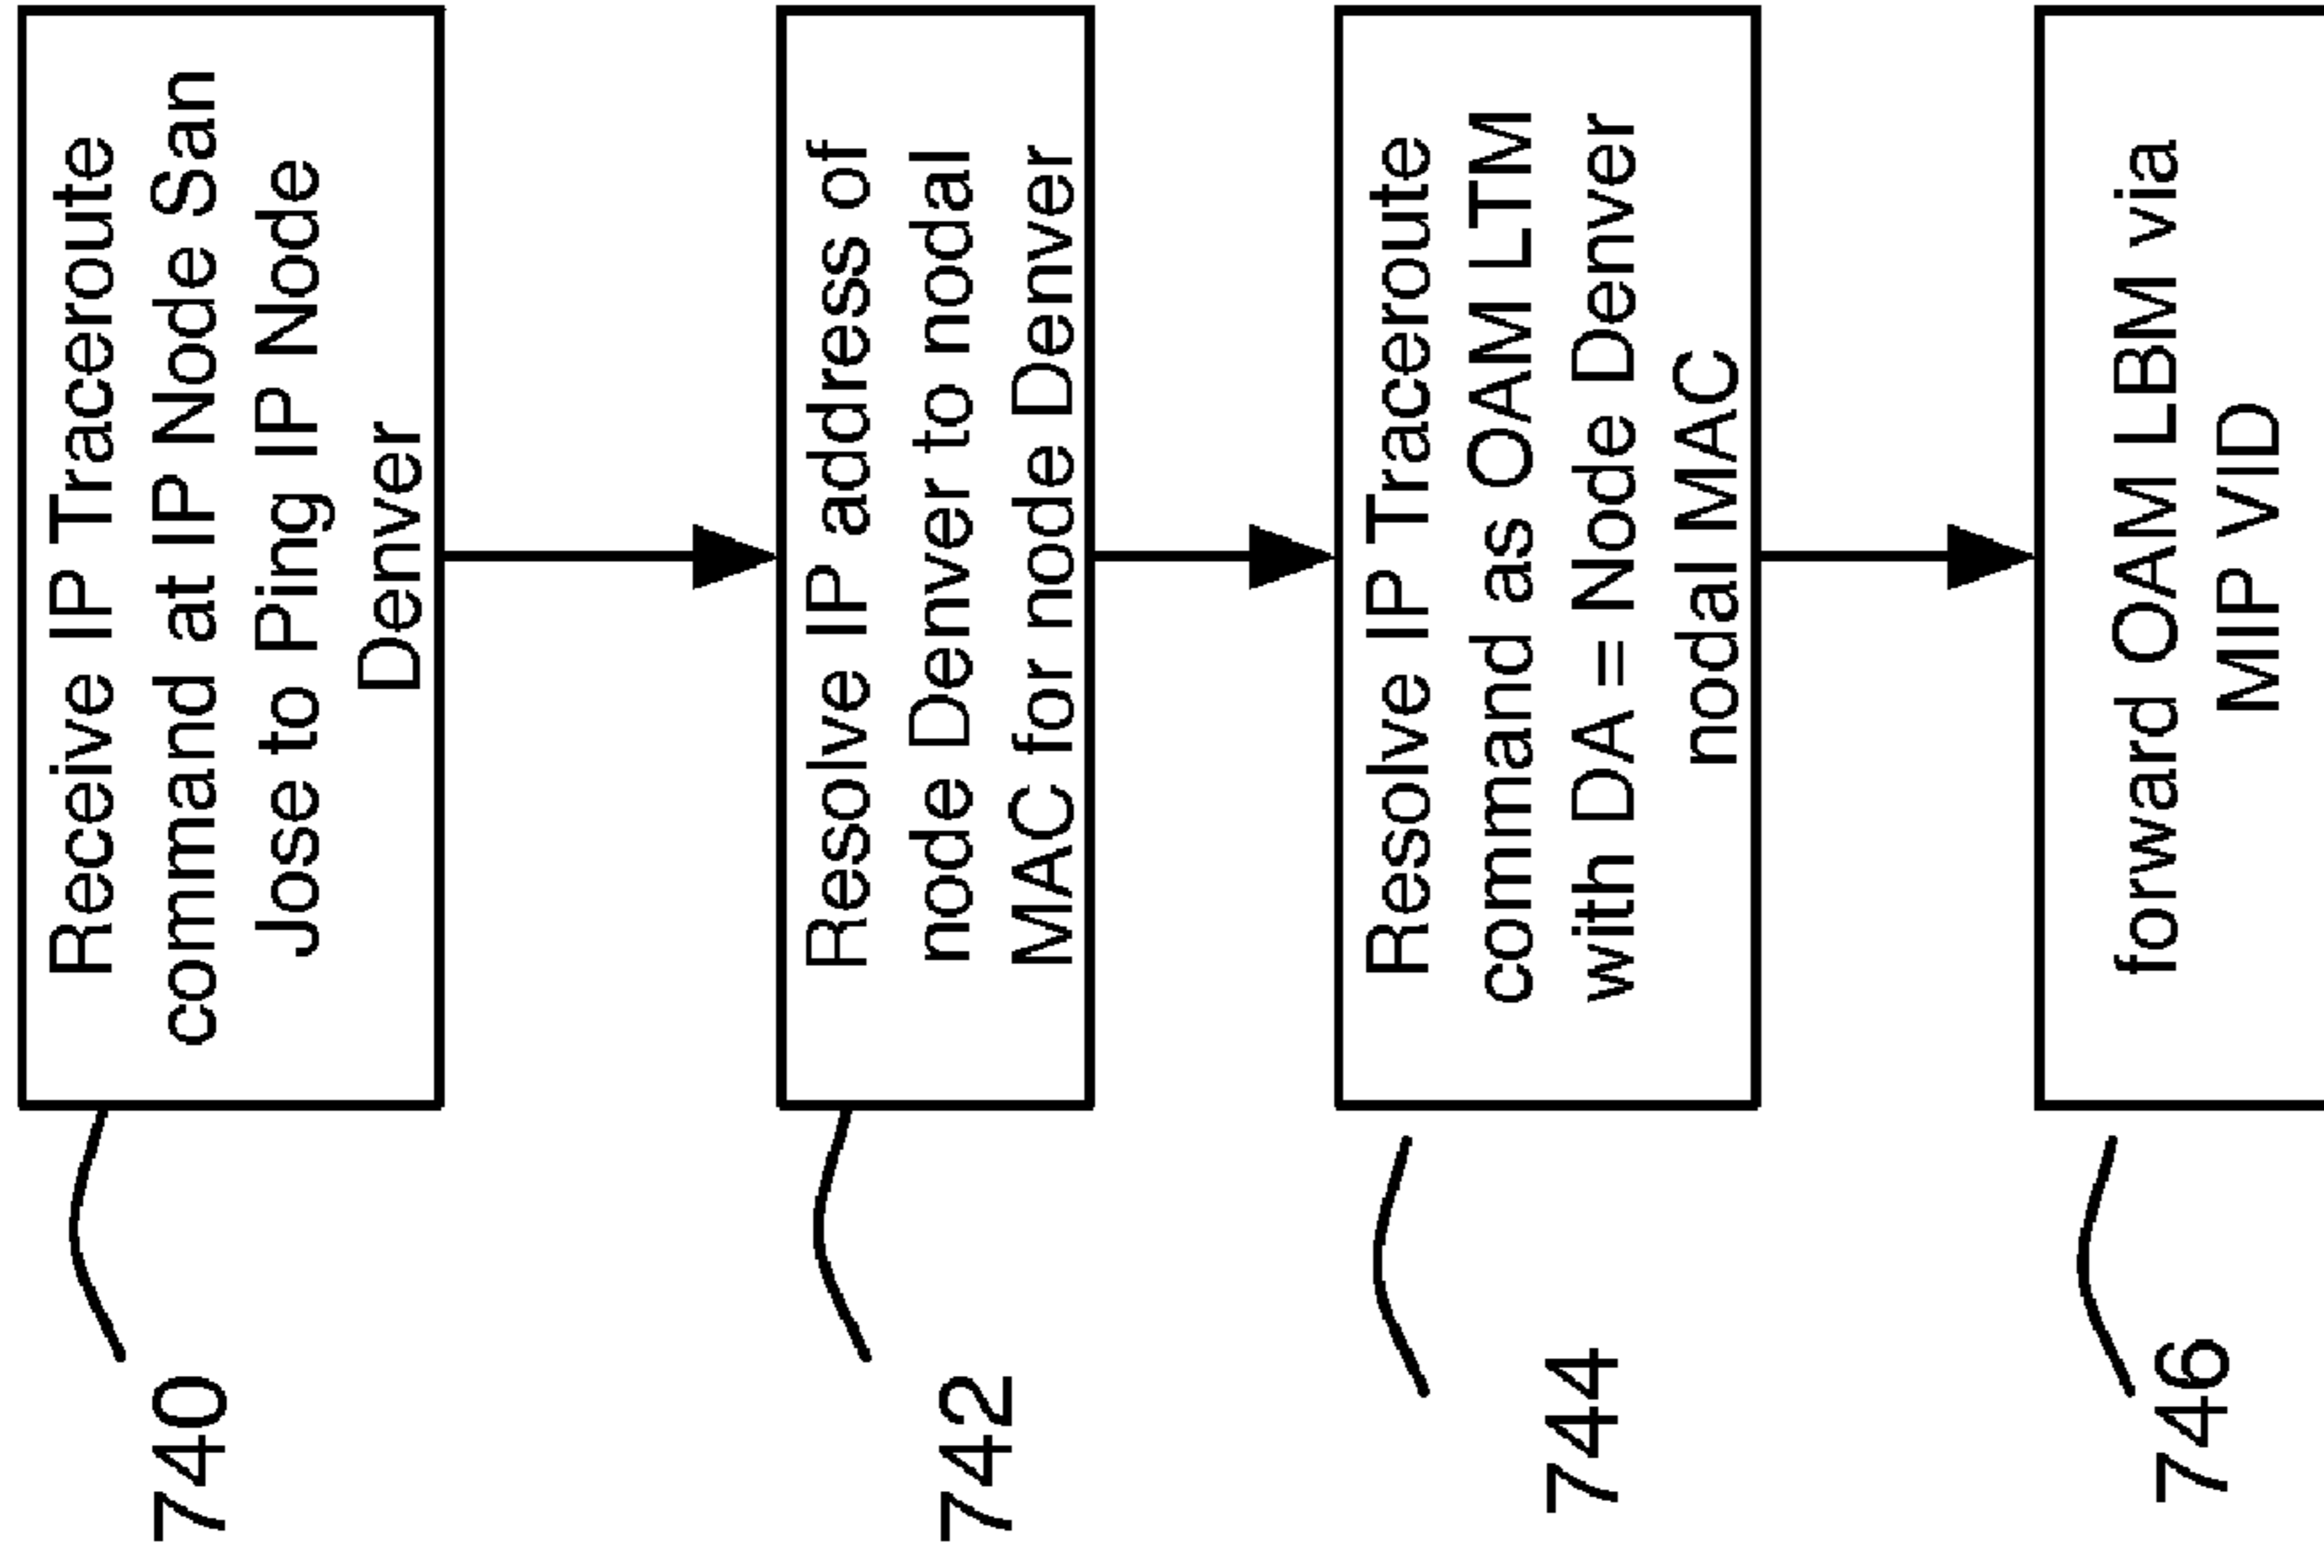 740
Receive IP Traceroute
command at IP Node San
Jose to Ping IP Node
Denver
742
Resolve IP address of
node Denver to nodal
MAC for node Denver
744
Resolve IP Traceroute
command as OAM LTM
with DA = Node Denver
nodal MAC
746
forward OAM LBM via
MIP VID